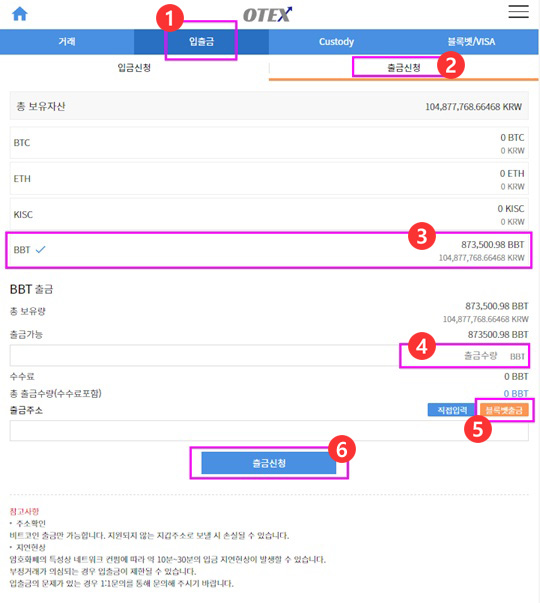 1
OTEX
거래 입출금 Custody 블록벳/VISA
입금신청 출금신청 2
총 보유자산 104,877,768.66468 KRW
BTC 0 BTC
0 KRW
ETH 0 ETH
0 KRW
KISC 0 KISC
0 KRW
3
BBT 873,500.98 BBT
104,877,768.66468 KRW
BBT 출금
총 보유량 873,500.98 BBT
104,877,768.66468 KRW
출금가능 873500.98 BBT
4 출금수량 BBT
수수료 0 BBT
총 출금수량(수수료포함) 0 BBT
출금주소 직접입력 블록벳출금
5
6
출금신청
참고사항
· 주소확인
비트코인 출금만 가능합니다. 지원되지 않는 지갑주소로 보낼 시 손실될 수 있습니다.
· 지연현상
암호화폐의 특성상 네트워크 컨펌에 따라 약 10분~30분의 입금 지연현상이 발생할 수 있습니다.
부정거래가 의심되는 경우 입출금이 제한될 수 있습니다.
입출금의 문제가 있는 경우 1:1문의를 통해 문의해 주시기 바랍니다.